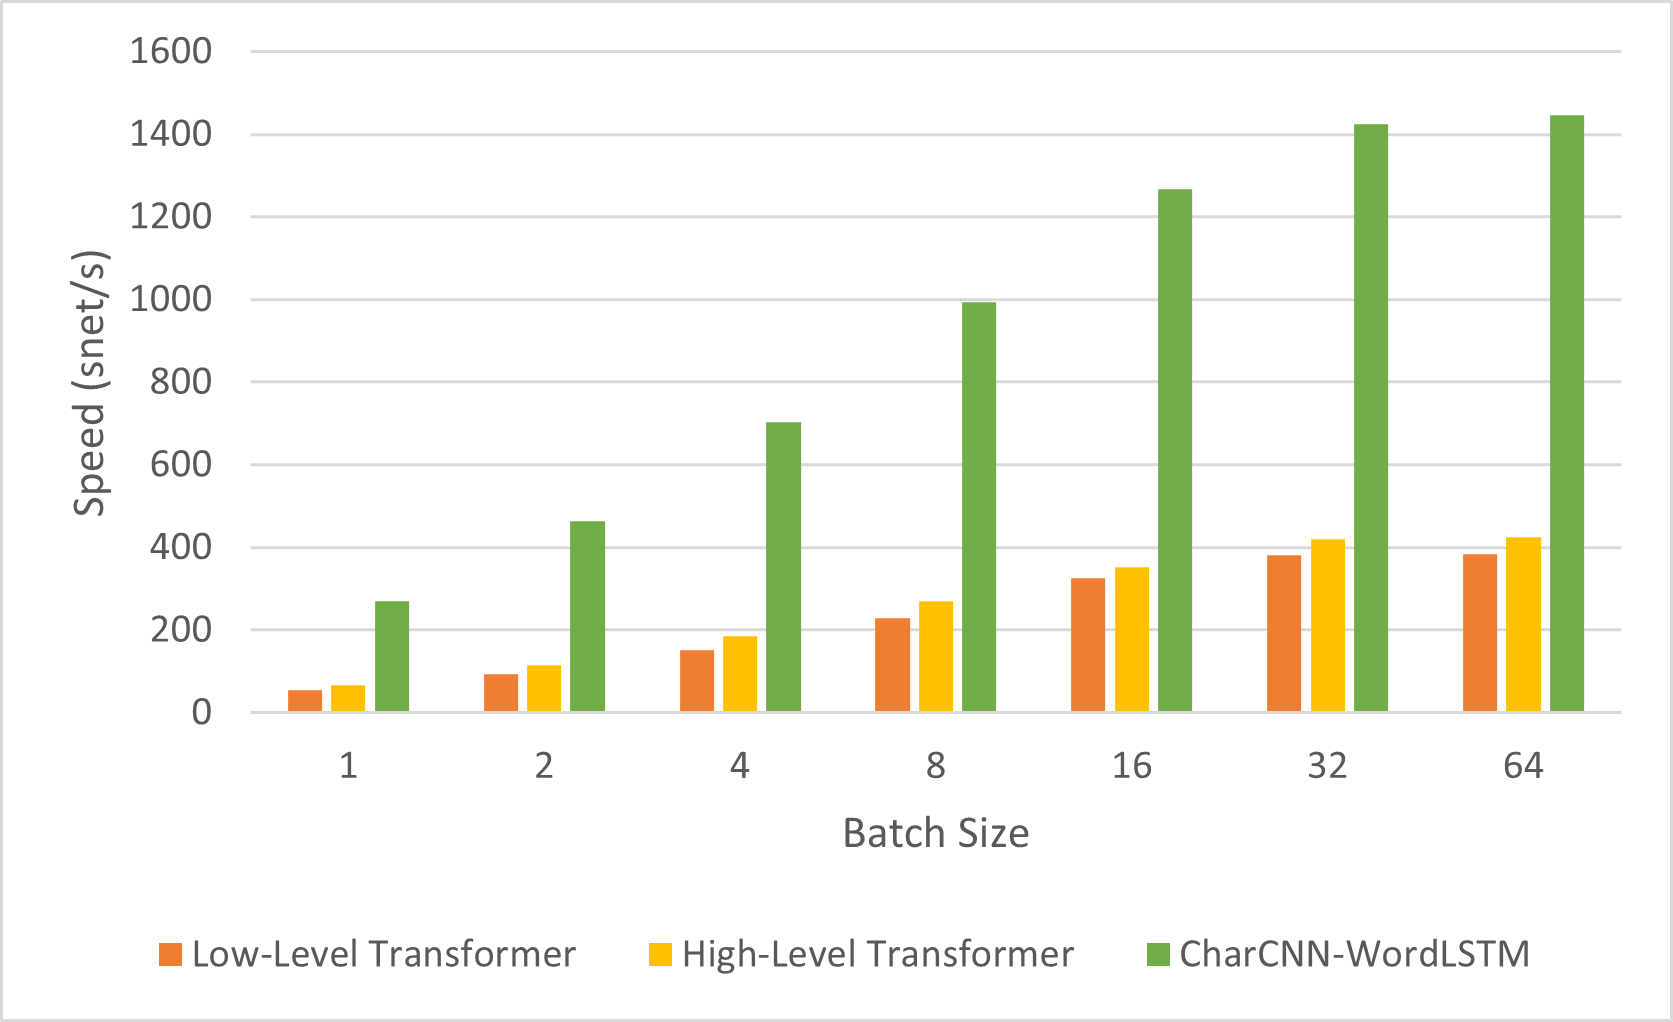 1600
1400
1200
1000
800
600
400
200
0
Speed (snet/s)
1 2 4 8 16 32 64
Batch Size
Low-Level Transformer High-Level Transformer CharCNN-WordLSTM